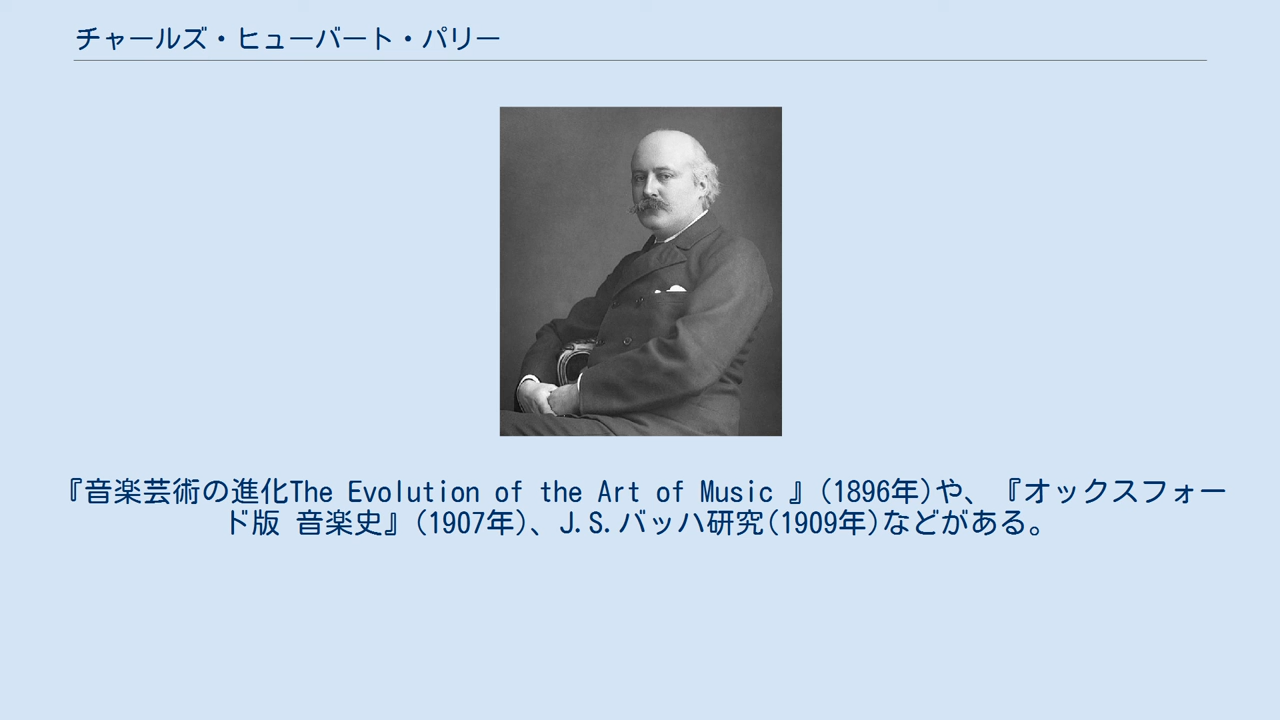 チャールズ・ヒューバート・パリー
『音楽芸術の進化The Evolution of the Art of Music 』(1896年)や、『オックスフォー
ド版 音楽史』(1907年)、J.S.バッハ研究(1909年)などがある。